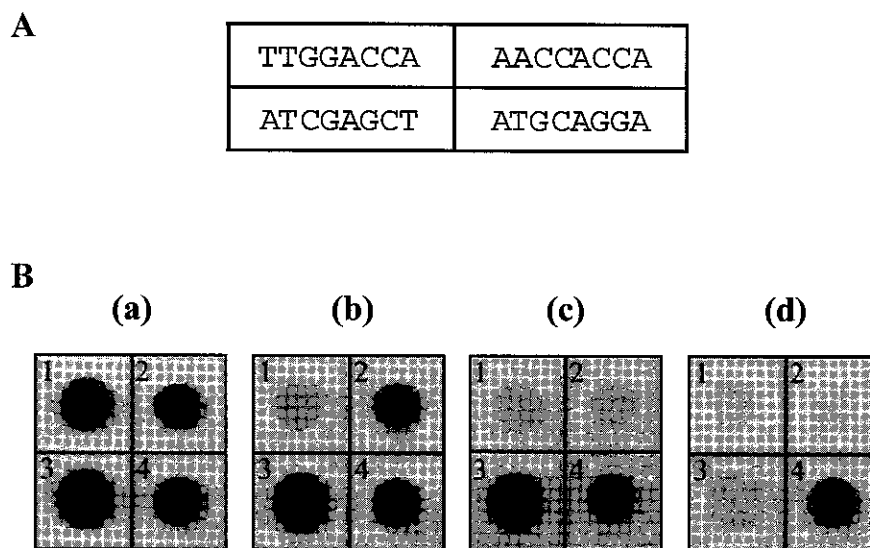 A
TTGGACCA AACCACCA
ATCGAGCT ATGCAGGA
B
(a) (b) (c) (d)
1 2 1 2 1 2 1 2
3 4 3 4 3 4 3 4